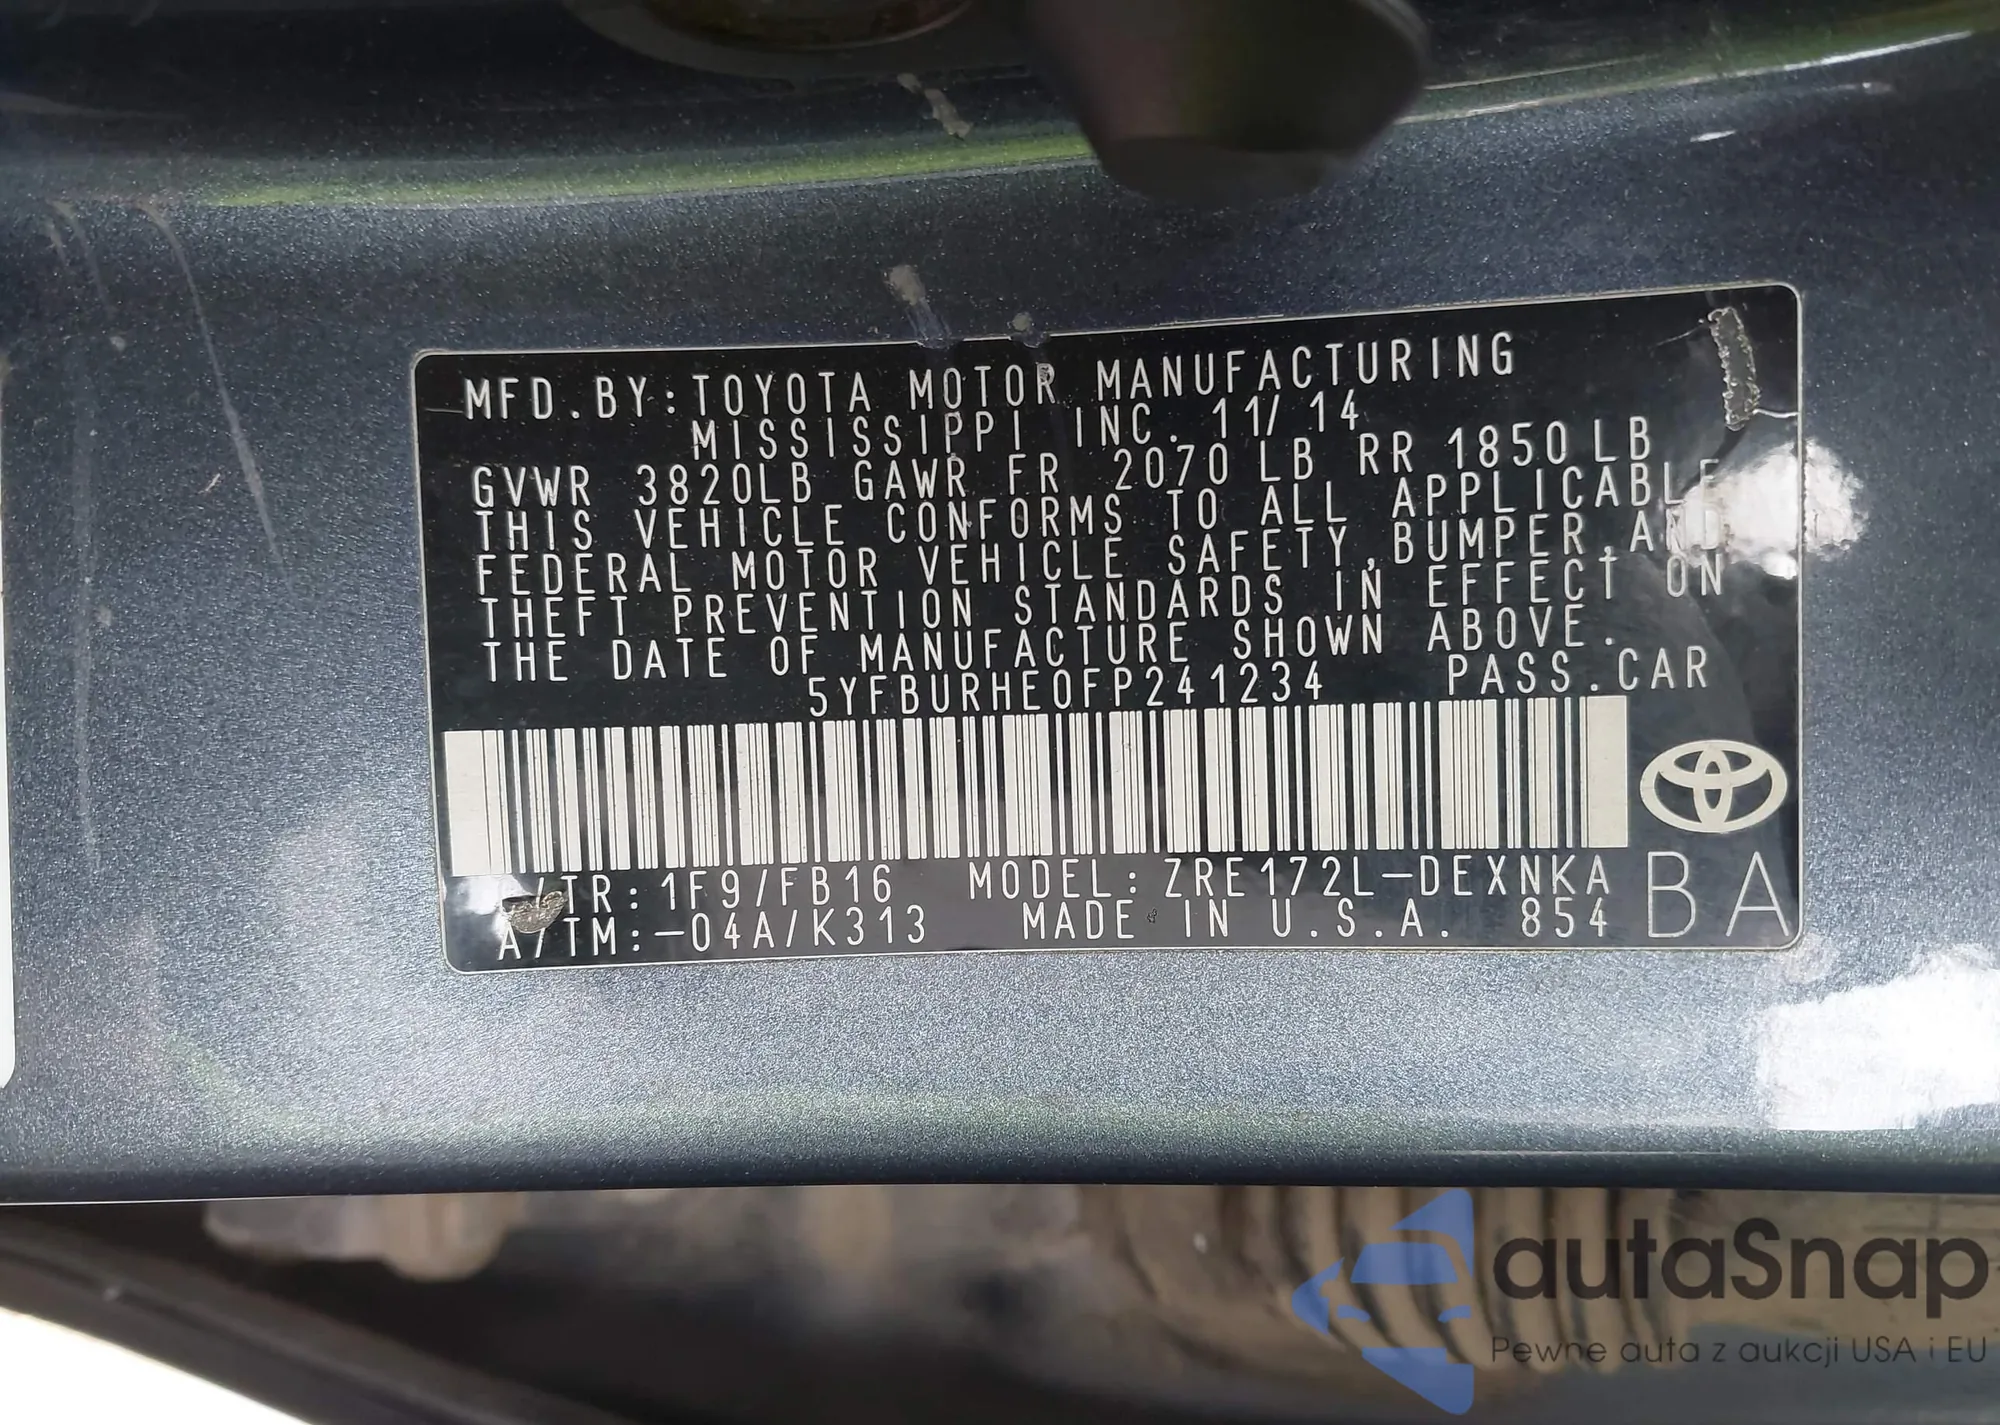 MFD.BY:TOYOTA MOTOR MANUFACTURING
MISSISSIPPI INC. 11/14
GVWR 3820LB GAWR FR 2070 LB RR 1850 LB
THIS VEHICLE CONFORMS TO ALL APPLICABLE
FEDERAL MOTOR VEHICLE SAFETY,BUMPER,AND
THEFT PREVENTION STANDARDS IN EFFECT ON
THE DATE OF MANUFACTURE SHOWN ABOVE.
5YFBURHE0FP241234 PASS.CAR
/TR:1F9/FB16 MODEL:ZRE172L-DEXNKA
A/TM:-04A/K313 MADE IN U.S.A. 854
BA
autaSnap
Pewne auta z aukcji USA i EU